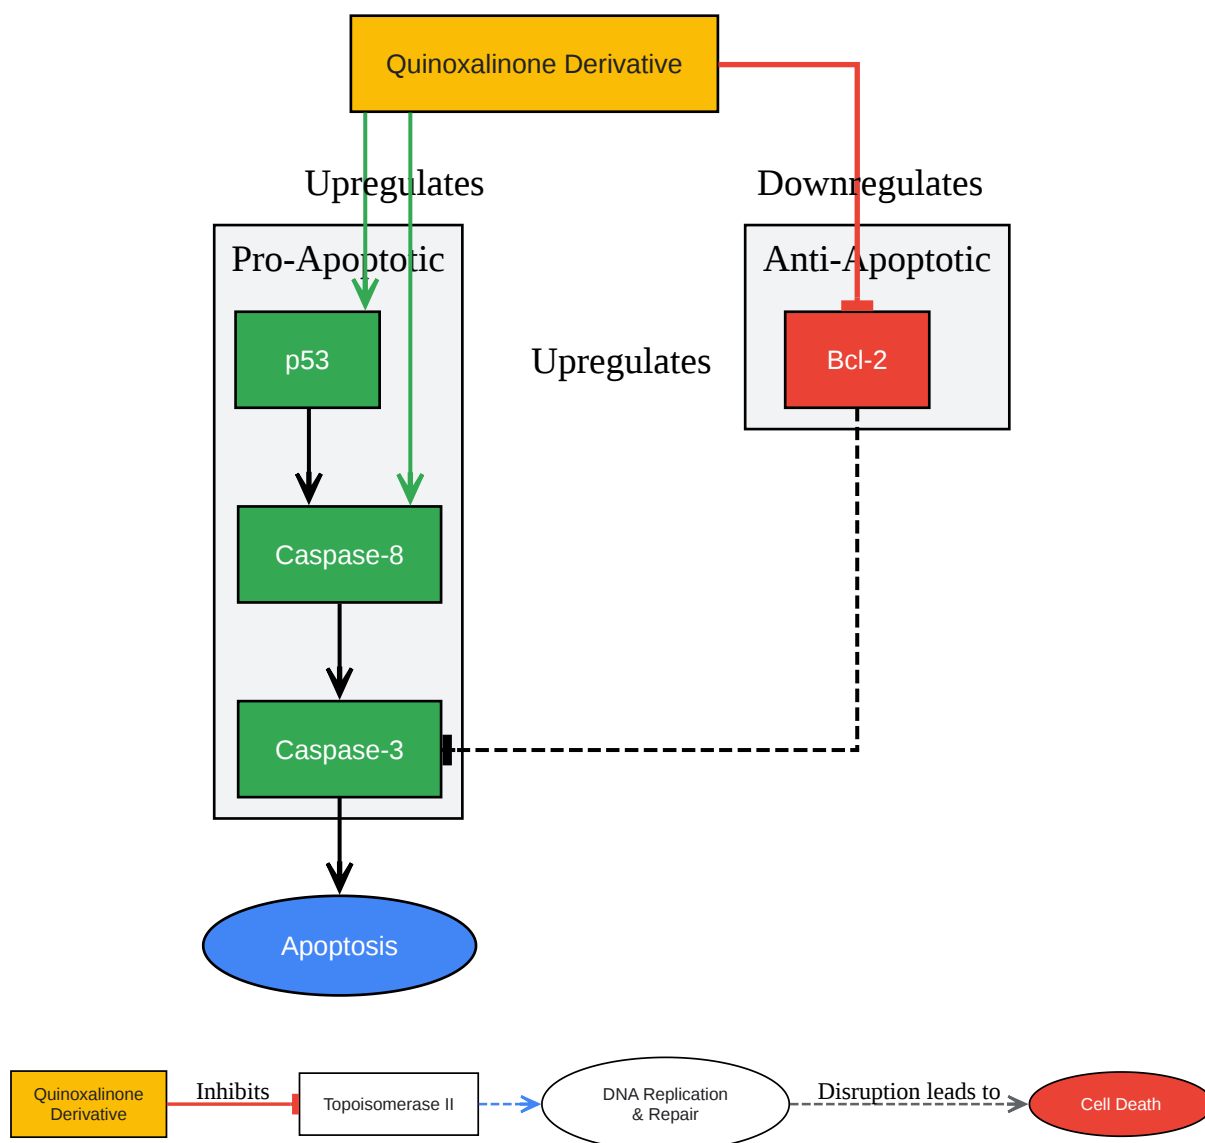 Quinoxalinone Derivative
Upregulates
Downregulates
Pro-Apoptotic
Anti-Apoptotic
p53
Upregulates
Bcl-2
Caspase-8
Caspase-3
Apoptosis
Quinoxalinone
Derivative
Inhibits
Topoisomerase II
DNA Replication
& Repair
Disruption leads to
Cell Death